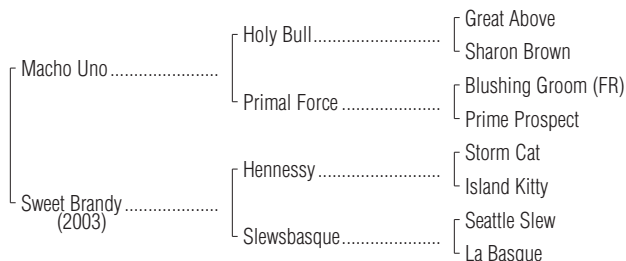 Great Above
Holy Bull
Sharon Brown
Macho Uno
Blushing Groom (FR)
Primal Force
Prime Prospect
Storm Cat
Hennessy
Island Kitty
Sweet Brandy
(2003)
Seattle Slew
Slewsbasque
La Basque